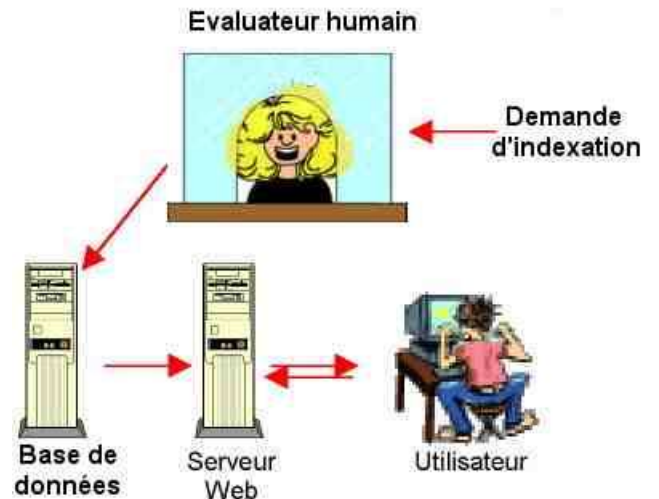 Evaluateur humain
Demande
d'indexation
Base de
données
Serveur
Web
Utilisateur